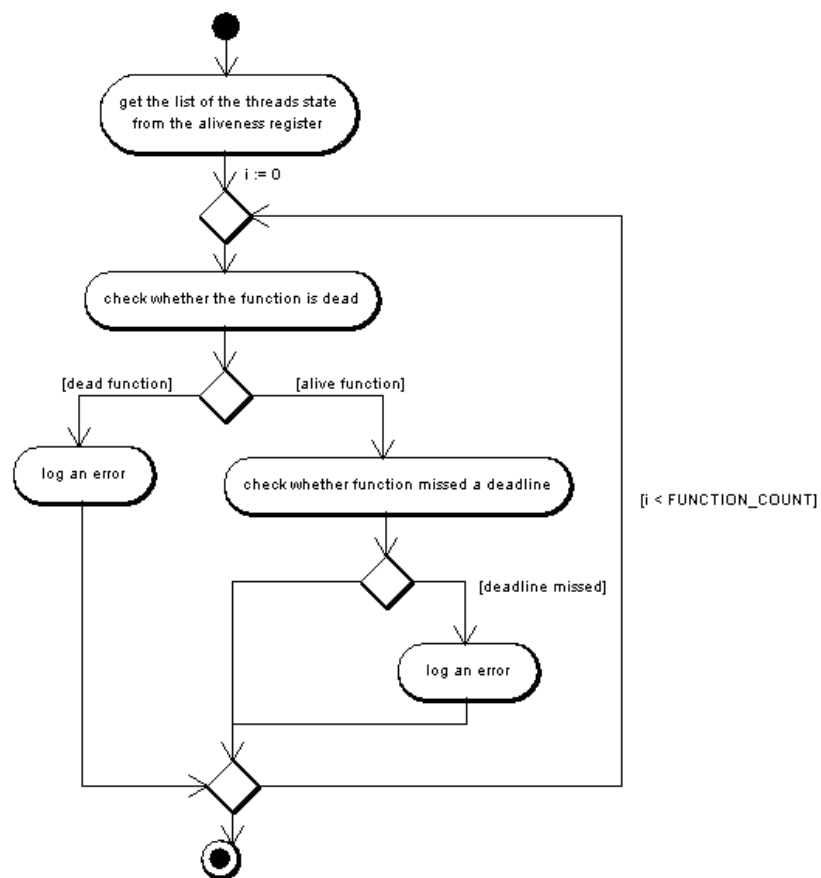 get the list of the threads state
from the aliveness register
i := 0
check whether the function is dead
[dead function]
[alive function]
log an error
check whether function missed a deadline
[i < FUNCTION_COUNT]
[deadline missed]
log an error